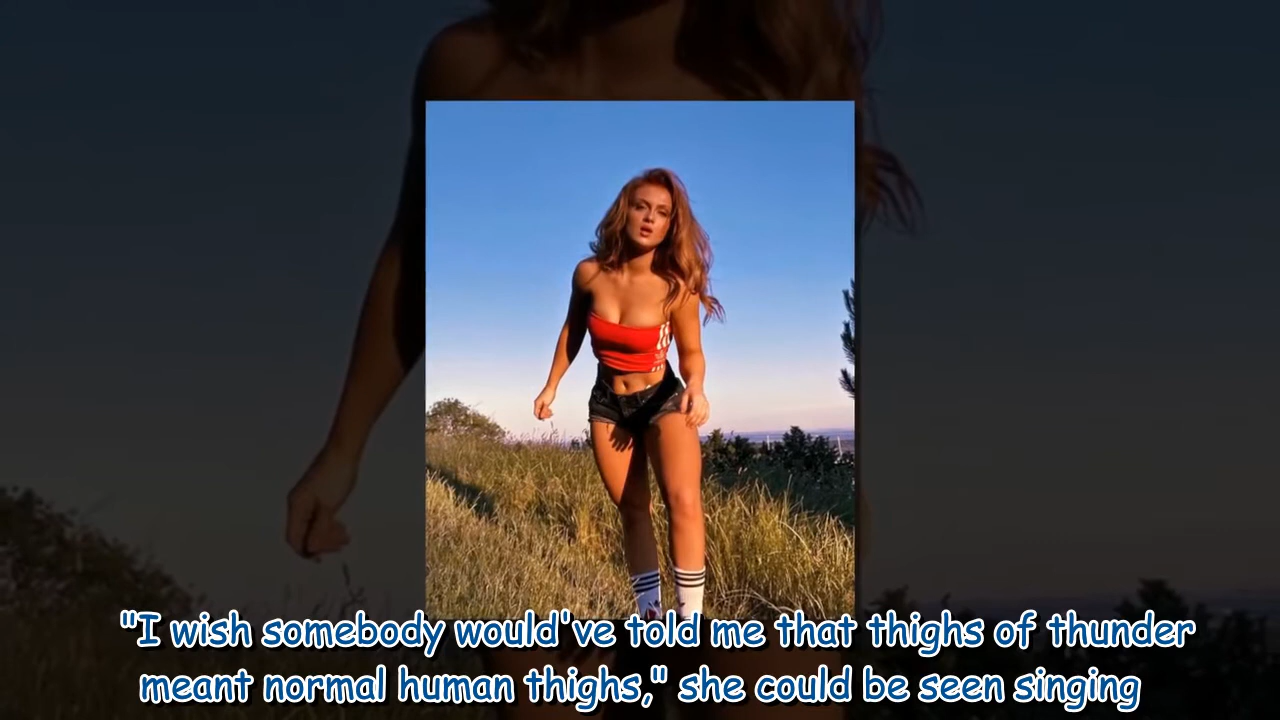 "I wish somebody would've told me that thighs of thunder
meant normal human thighs," she could be seen singing